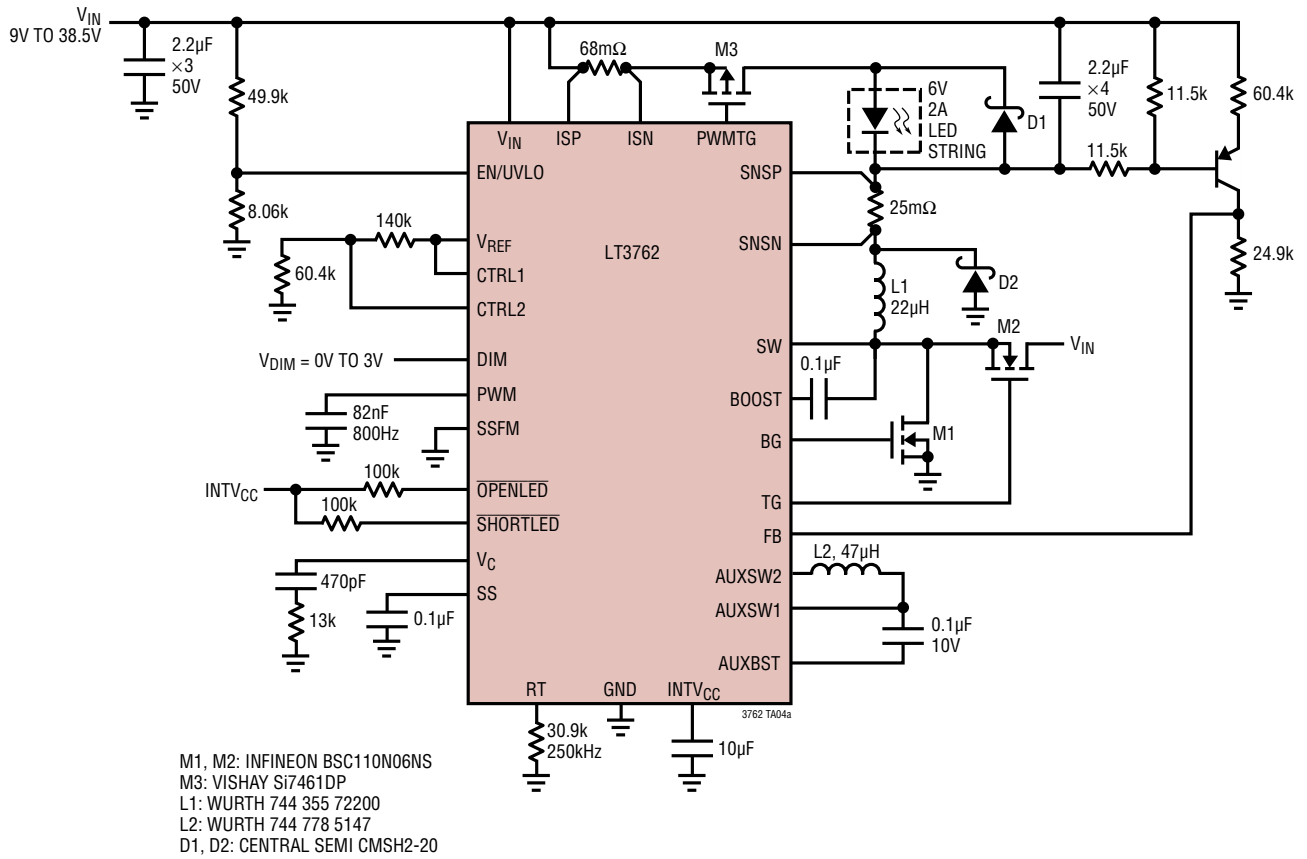 VIN
9V TO 38.5V
2.2µF
×3
50V
49.9k
8.06k
68mΩ
M3
6V
2A
LED
STRING
D1
2.2µF
×4
50V
11.5k
60.4k
11.5k
24.9k
VIN
ISP
ISN
PWMTG
EN/UVLO
SNSP
25mΩ
SNSN
LT3762
140k
VREF
60.4k
CTRL1
CTRL2
L1
22µH
D2
M2
SW
VIN
VDIM = 0V TO 3V
DIM
0.1µF
BOOST
PWM
82nF
800Hz
SSFM
BG
M1
100k
INTVCC
OPENLED
100k
SHORTLED
TG
FB
VC
470pF
13k
SS
0.1µF
L2, 47µH
AUXSW2
AUXSW1
0.1µF
10V
AUXBST
RT
GND
INTVCC
3762 TA04a
30.9k
250kHz
10µF
M1, M2: INFINEON BSC110N06NS
M3: VISHAY Si7461DP
L1: WURTH 744 355 72200
L2: WURTH 744 778 5147
D1, D2: CENTRAL SEMI CMSH2-20